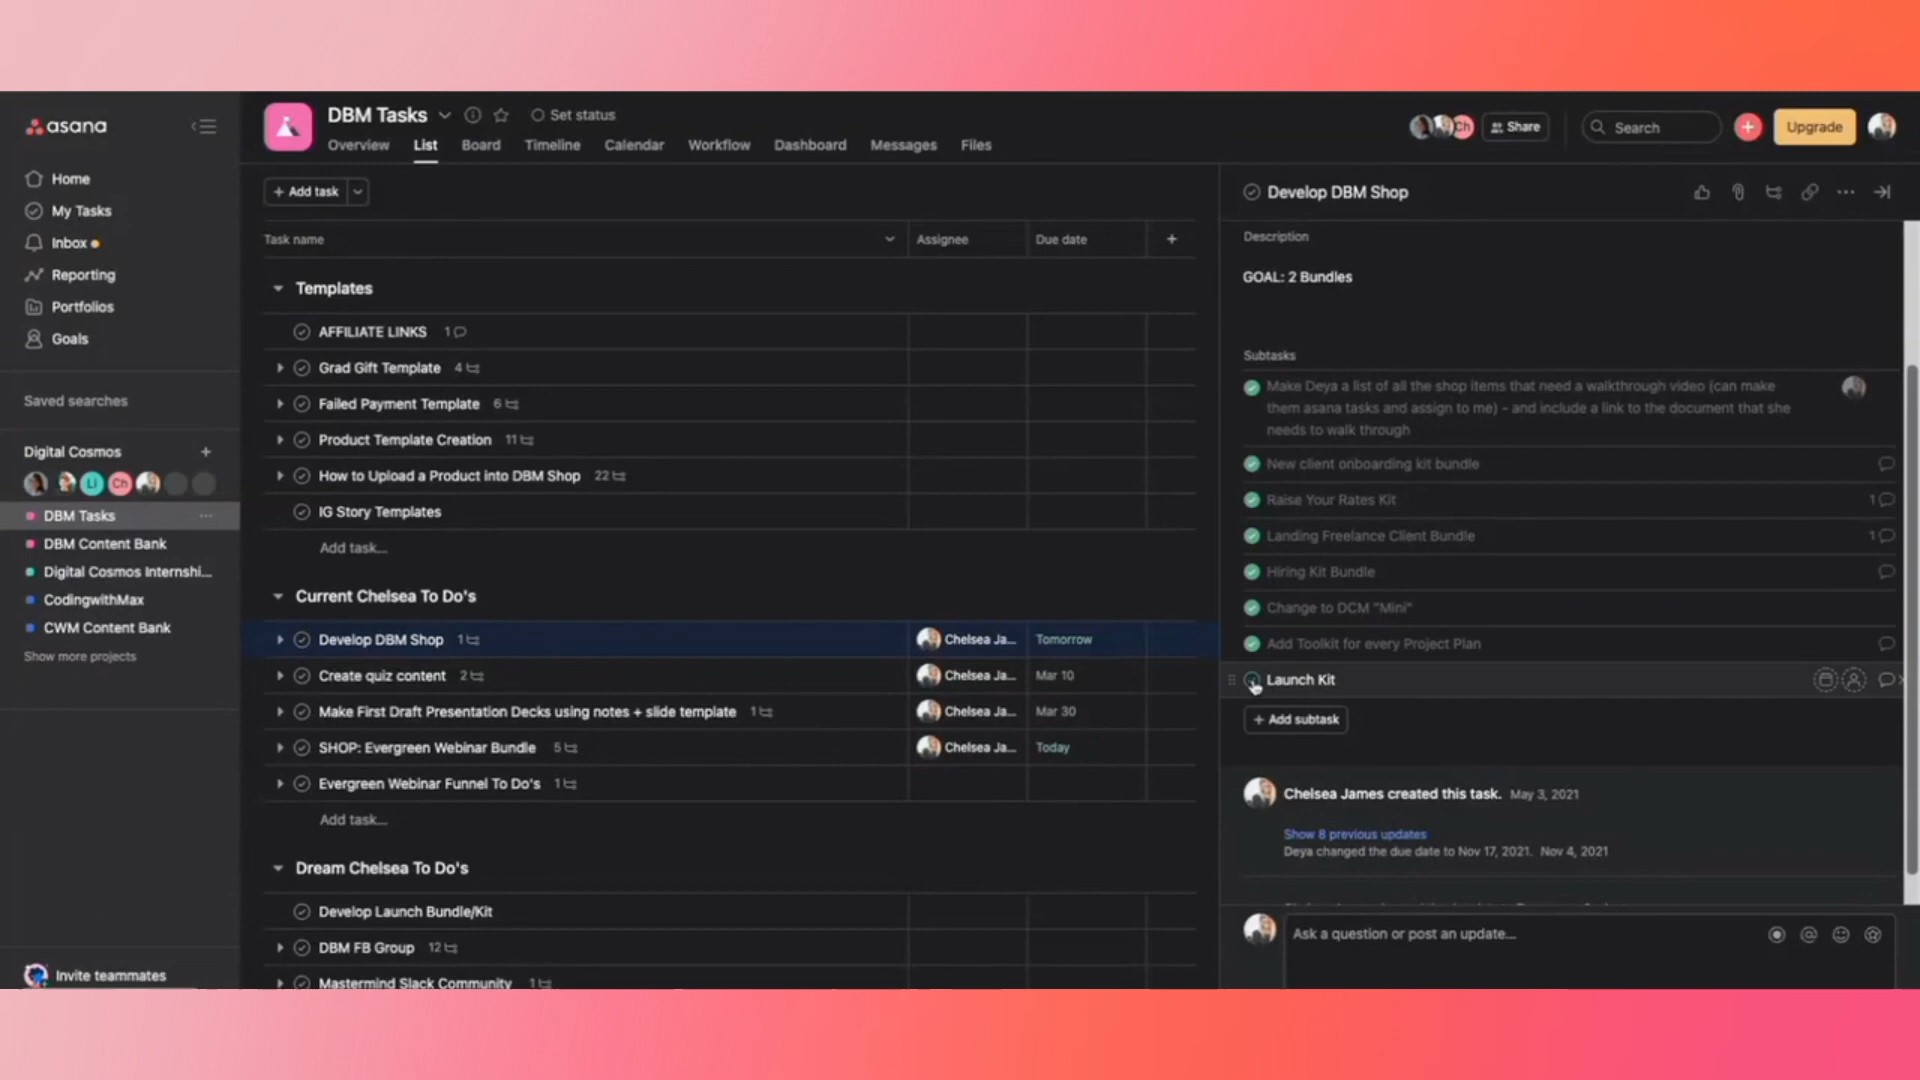 asana
Home
My Tasks
Inbox
Reporting
Portfolios
Goals
Saved searches
Digital Cosmos
LI
Ch
DBM Tasks
DBM Content Bank
Digital Cosmos Internshi...
CodingwithMax
CWM Content Bank
Show more projects
Invite teammates
DBM Tasks
Set status
Overview List Board Timeline Calendar Workflow Dashboard Messages Files
Ch
Share
Search
Upgrade
+ Add task
Task name Assignee Due date +
Templates
AFFILIATE LINKS 1
Grad Gift Template 4
Failed Payment Template 6
Product Template Creation 11
How to Upload a Product into DBM Shop 22
IG Story Templates
Add task...
Current Chelsea To Do's
Develop DBM Shop 1 Chelsea Ja... Tomorrow
Create quiz content 2 Chelsea Ja... Mar 10
Make First Draft Presentation Decks using notes + slide template 1 Chelsea Ja... Mar 30
SHOP: Evergreen Webinar Bundle 5 Chelsea Ja... Today
Evergreen Webinar Funnel To Do's 1
Add task...
Dream Chelsea To Do's
Develop Launch Bundle/Kit
DBM FB Group 12
Mastermind Slack Community 1
Develop DBM Shop
Description
GOAL: 2 Bundles
Subtasks
Make Deya a list of all the shop items that need a walkthrough video (can make
them asana tasks and assign to me) - and include a link to the document that she
needs to walk through
New client onboarding kit bundle
Raise Your Rates Kit 1
Landing Freelance Client Bundle 1
Hiring Kit Bundle
Change to DCM "Mini"
Add Toolkit for every Project Plan
Launch Kit
+ Add subtask
Chelsea James created this task. May 3, 2021
Show 8 previous updates
Deya changed the due date to Nov 17, 2021. Nov 4, 2021
Ask a question or post an update...